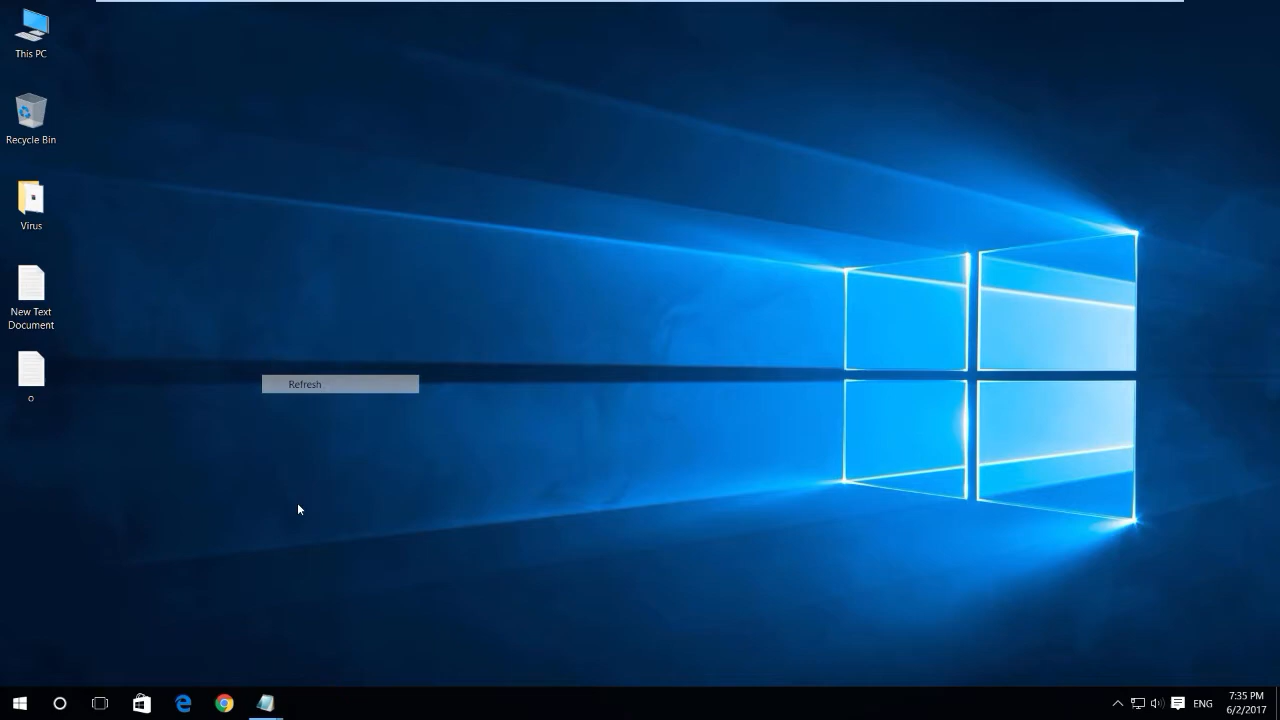 This PC
Recycle Bin
Virus
New Text
Document
o
Refresh
ENG
7:35 PM
6/2/2017